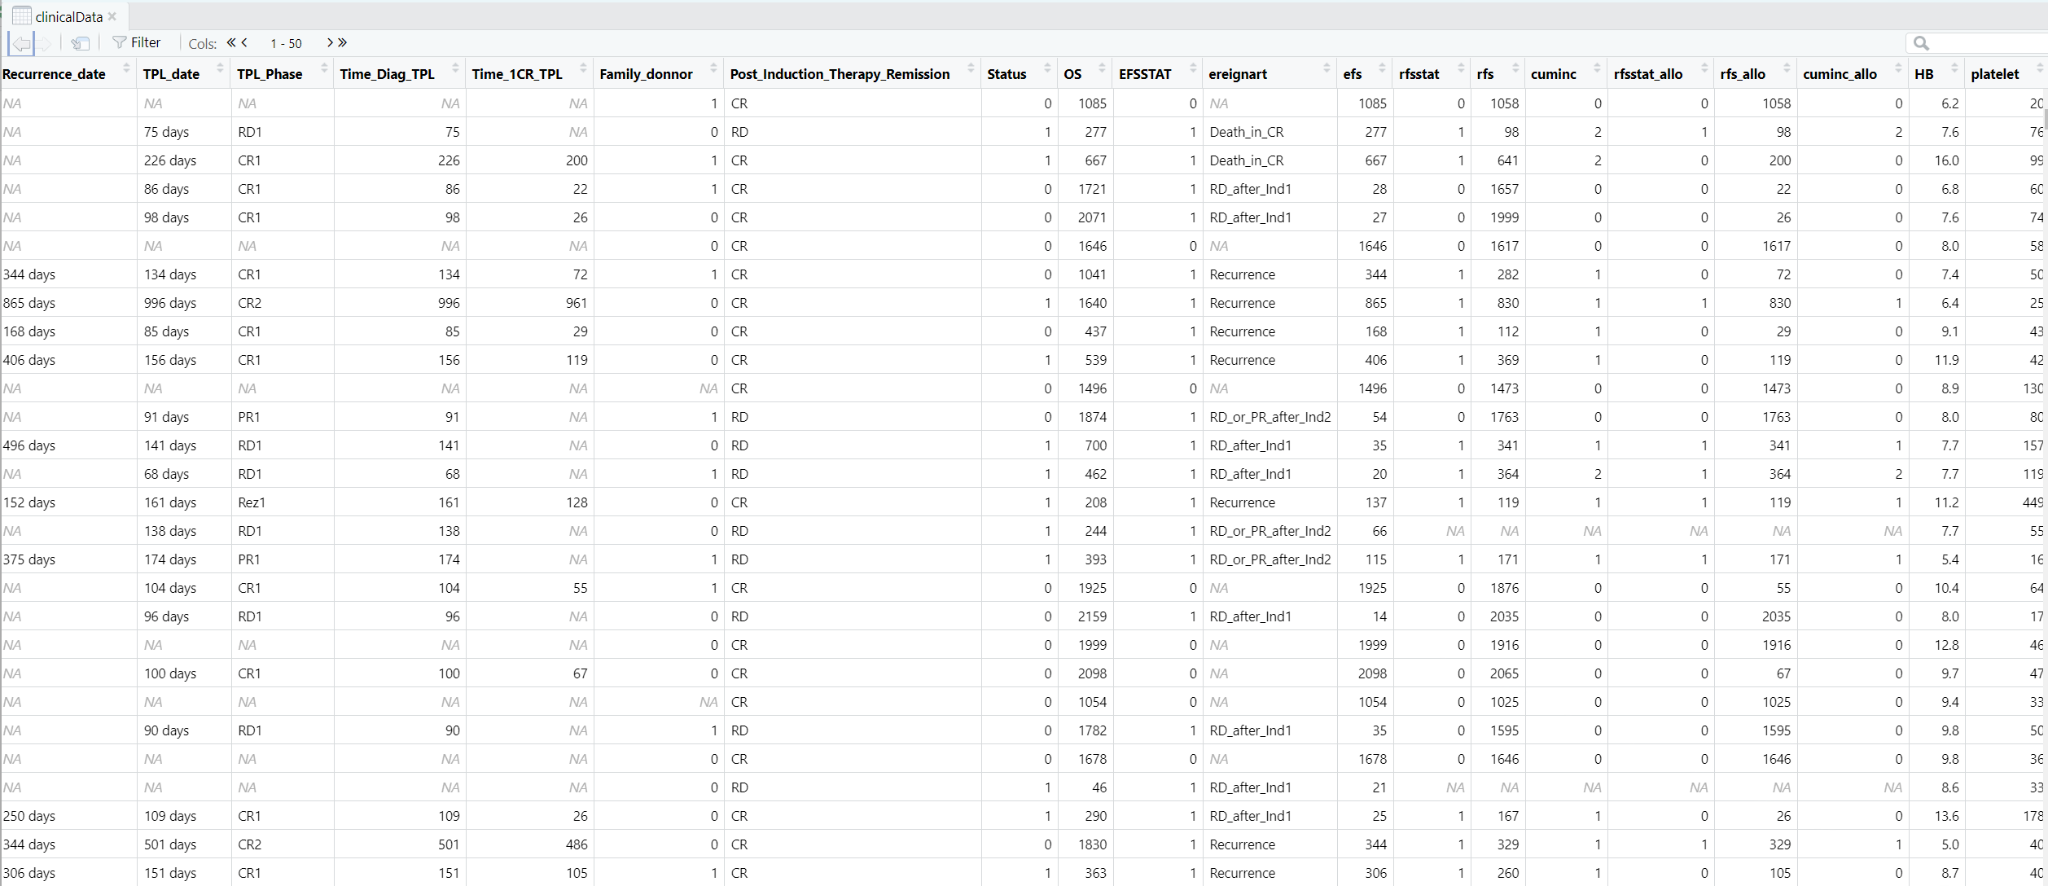 clinicalData
Filter Cols: 1 - 50
Recurrence_date TPL_date TPL_Phase Time_Diag_TPL Time_1CR_TPL Family_donnor Post_Induction_Therapy_Remission Status OS EFSSTAT ereignart efs rfsstat rfs cuminc rfsstat_allo rfs_allo cuminc_allo HB platelet
NA NA NA NA NA 1 CR 0 1085 0 NA 1085 0 1058 0 0 1058 0 6.2 20
NA 75 days RD1 75 NA 0 RD 1 277 1 Death_in_CR 277 1 98 2 1 98 2 7.6 76
NA 226 days CR1 226 200 1 CR 1 667 1 Death_in_CR 667 1 641 2 0 200 0 16.0 99
NA 86 days CR1 86 22 1 CR 0 1721 1 RD_after_Ind1 28 0 1657 0 0 22 0 6.8 60
NA 98 days CR1 98 26 0 CR 0 2071 1 RD_after_Ind1 27 0 1999 0 0 26 0 7.6 74
NA NA NA NA NA 0 CR 0 1646 0 NA 1646 0 1617 0 0 1617 0 8.0 58
344 days 134 days CR1 134 72 1 CR 0 1041 1 Recurrence 344 1 282 1 0 72 0 7.4 50
865 days 996 days CR2 996 961 0 CR 1 1640 1 Recurrence 865 1 830 1 1 830 1 6.4 25
168 days 85 days CR1 85 29 0 CR 0 437 1 Recurrence 168 1 112 1 0 29 0 9.1 43
406 days 156 days CR1 156 119 0 CR 1 539 1 Recurrence 406 1 369 1 0 119 0 11.9 42
NA NA NA NA NA NA CR 0 1496 0 NA 1496 0 1473 0 0 1473 0 8.9 130
NA 91 days PR1 91 NA 1 RD 0 1874 1 RD_or_PR_after_Ind2 54 0 1763 0 0 1763 0 8.0 80
496 days 141 days RD1 141 NA 0 RD 1 700 1 RD_after_Ind1 35 1 341 1 1 341 1 7.7 157
NA 68 days RD1 68 NA 1 RD 1 462 1 RD_after_Ind1 20 1 364 2 1 364 2 7.7 119
152 days 161 days Rez1 161 128 0 CR 1 208 1 Recurrence 137 1 119 1 1 119 1 11.2 449
NA 138 days RD1 138 NA 0 RD 1 244 1 RD_or_PR_after_Ind2 66 NA NA NA NA NA NA 7.7 55
375 days 174 days PR1 174 NA 1 RD 1 393 1 RD_or_PR_after_Ind2 115 1 171 1 1 171 1 5.4 16
NA 104 days CR1 104 55 1 CR 0 1925 0 NA 1925 0 1876 0 0 55 0 10.4 64
NA 96 days RD1 96 NA 0 RD 0 2159 1 RD_after_Ind1 14 0 2035 0 0 2035 0 8.0 17
NA NA NA NA NA 0 CR 0 1999 0 NA 1999 0 1916 0 0 1916 0 12.8 46
NA 100 days CR1 100 67 0 CR 0 2098 0 NA 2098 0 2065 0 0 67 0 9.7 47
NA NA NA NA NA NA CR 0 1054 0 NA 1054 0 1025 0 0 1025 0 9.4 33
NA 90 days RD1 90 NA 1 RD 0 1782 1 RD_after_Ind1 35 0 1595 0 0 1595 0 9.8 50
NA NA NA NA NA 0 CR 0 1678 0 NA 1678 0 1646 0 0 1646 0 9.8 36
NA NA NA NA NA 0 RD 1 46 1 RD_after_Ind1 21 NA NA NA NA NA NA 8.6 33
250 days 109 days CR1 109 26 0 CR 1 290 1 RD_after_Ind1 25 1 167 1 0 26 0 13.6 178
344 days 501 days CR2 501 486 0 CR 0 1830 1 Recurrence 344 1 329 1 1 329 1 5.0 40
306 days 151 days CR1 151 105 1 CR 1 363 1 Recurrence 306 1 260 1 0 105 0 8.7 40